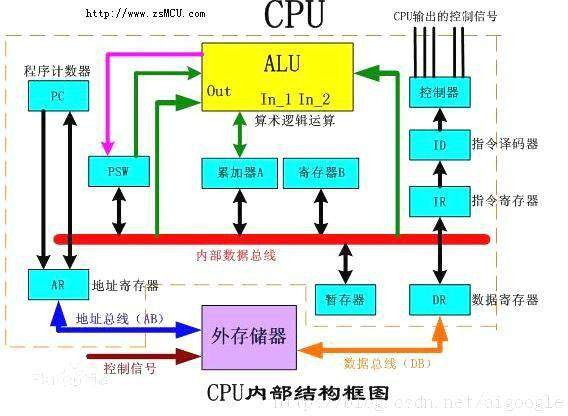 http://www.zsMCU.com
CPU
CPU输出的控制信号
程序计数器
PC
ALU
Out
In_1 In_2
算术逻辑运算
控制器
PSW
累加器A
寄存器B
ID
指令译码器
IR
指令寄存器
内部数据总线
AR
地址寄存器
暂存器
DR
数据寄存器
地址总线（AB）
外存储器
控制信号
数据总线（DB）
CPU内部结构框图
http://blog.csdn.net/aigoogle